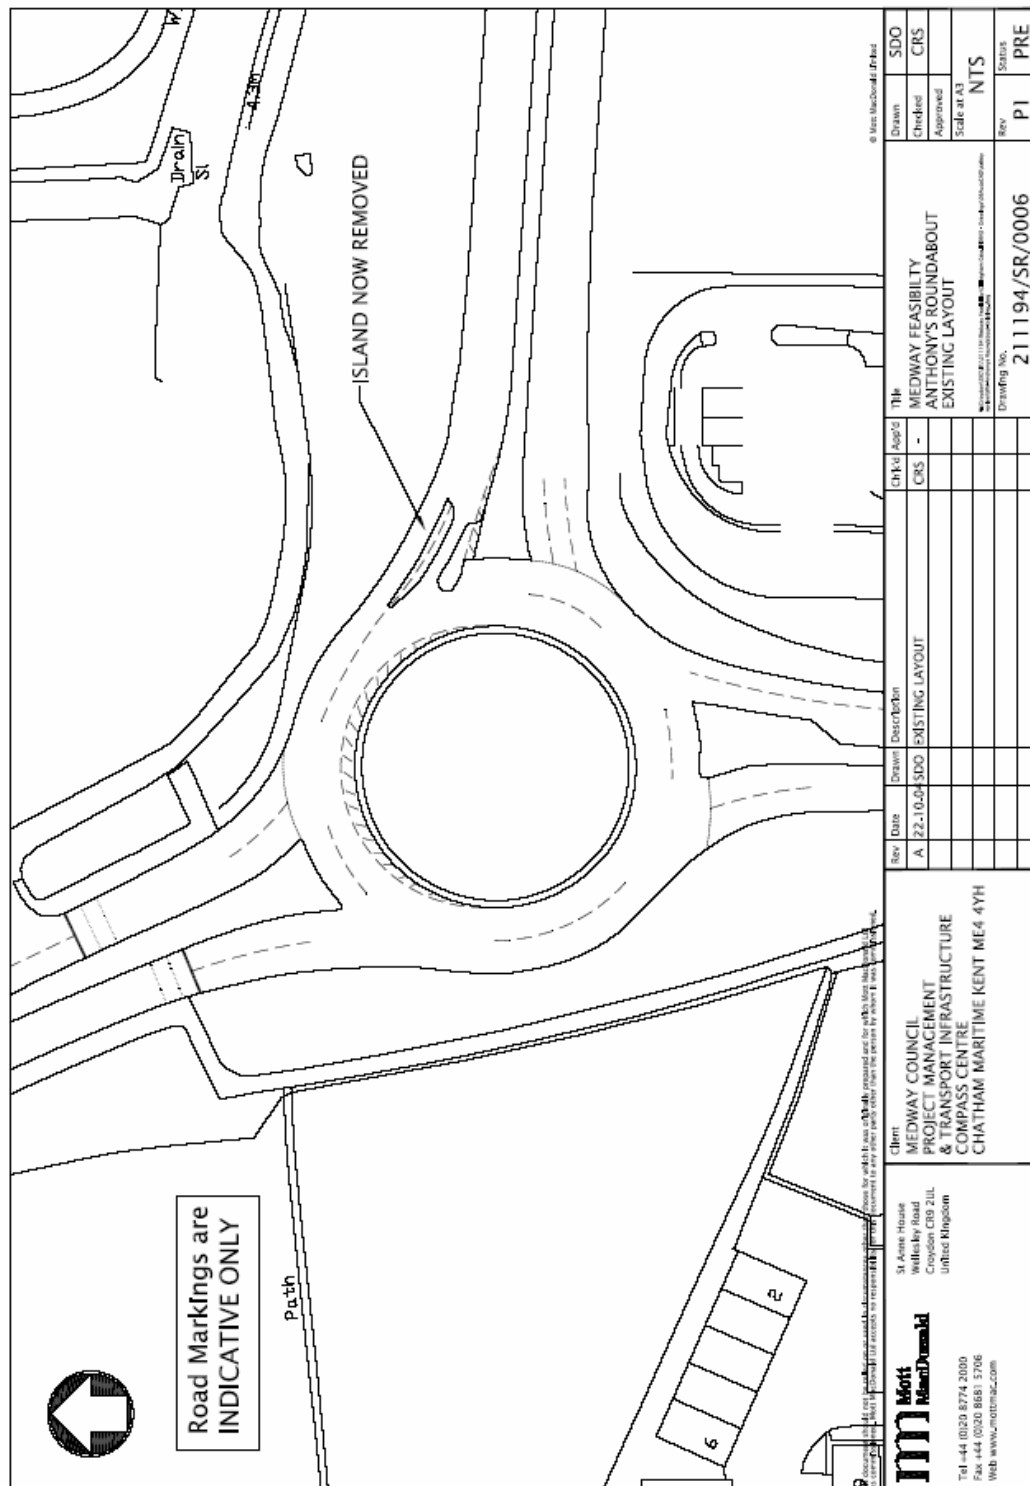 Road Markings are
INDICATIVE ONLY
Path
6
2
ISLAND NOW REMOVED
Drain
SL
W
4.3M
© Mott MacDonald Limited
Mott
MacDonald
St Anne House
Wellesley Road
Croydon CR9 2UL
United Kingdom
Tel +44 (0)20 8774 2000
Fax +44 (0)20 8681 5706
Web www.mottmac.com
Client
MEDWAY COUNCIL
PROJECT MANAGEMENT
& TRANSPORT INFRASTRUCTURE
COMPASS CENTRE
CHATHAM MARITIME KENT ME4 4YH
Rev Date Drawn Description Ch'k'd App'd
A 22.10.04 SDO EXISTING LAYOUT CRS -
Title
MEDWAY FEASIBILTY
ANTHONY'S ROUNDABOUT
EXISTING LAYOUT
Drawing No.
211194/SR/0006
Drawn SDO
Checked CRS
Approved
Scale at A3
NTS
Rev Status
P1 PRE